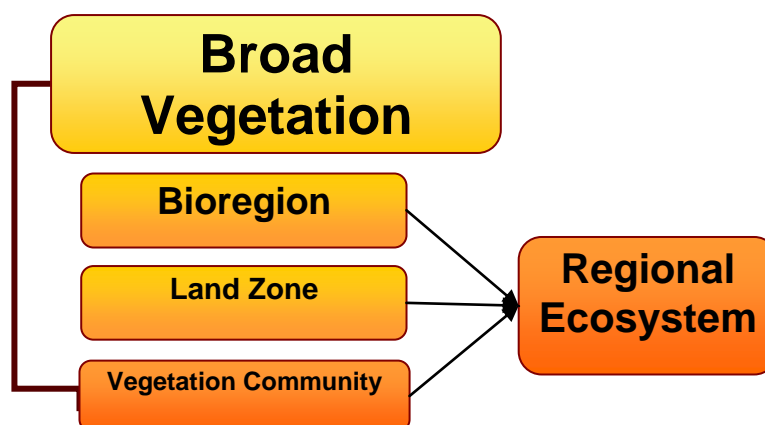 Broad
Vegetation
Bioregion
Land Zone
Vegetation Community
Regional
Ecosystem